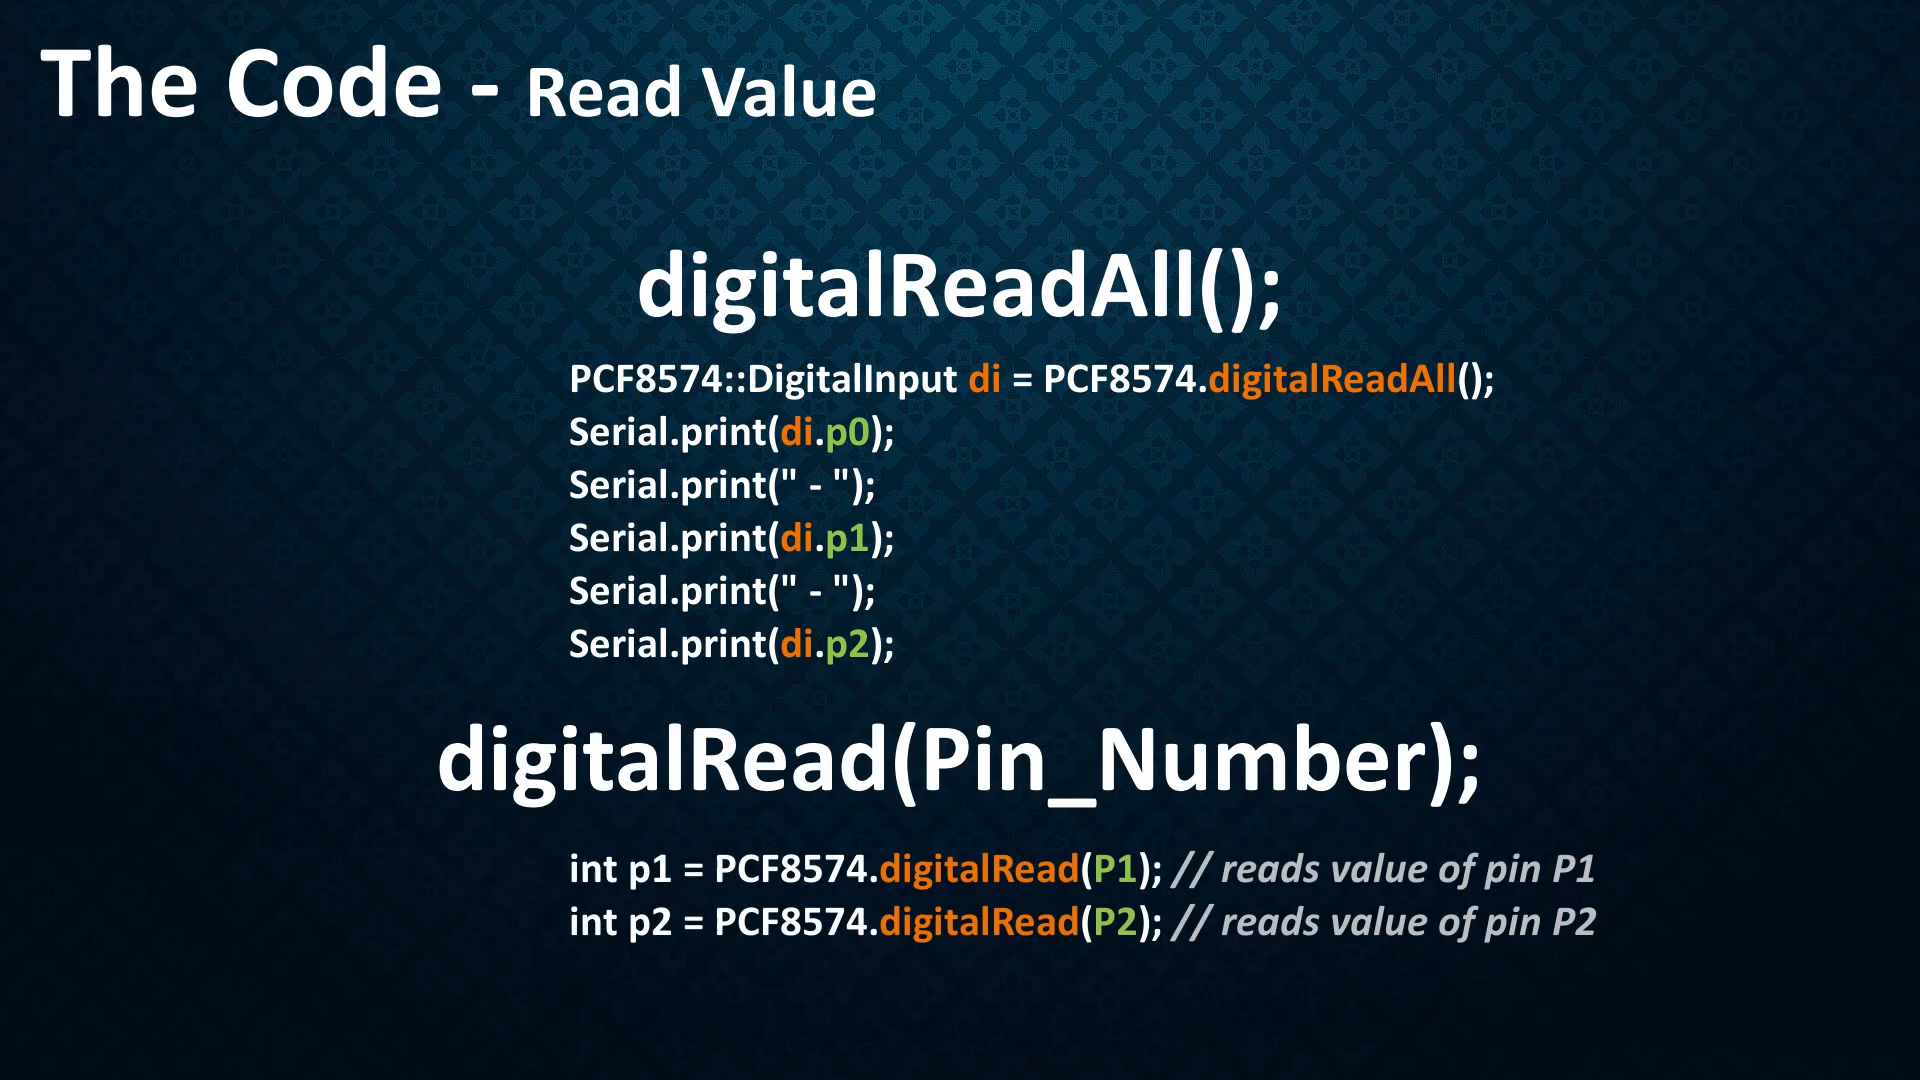 The Code - Read Value
digitalReadAll();
PCF8574::DigitalInput di = PCF8574.digitalReadAll();
Serial.print(di.p0);
Serial.print(" - ");
Serial.print(di.p1);
Serial.print(" - ");
Serial.print(di.p2);
digitalRead(Pin_Number);
int p1 = PCF8574.digitalRead(P1); // reads value of pin P1
int p2 = PCF8574.digitalRead(P2); // reads value of pin P2